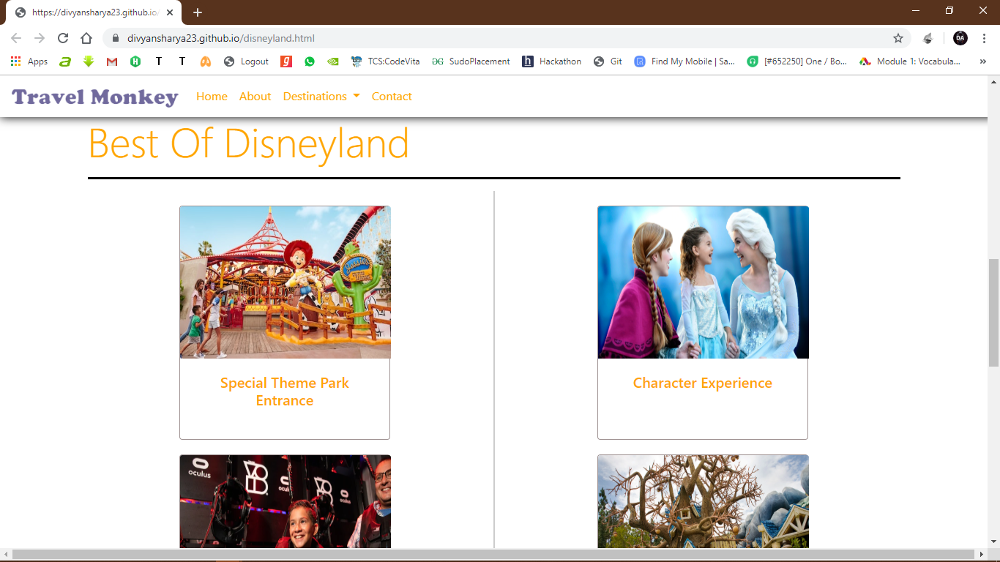 https://divyansharya23.github.io/
divyansharya23.github.io/disneyland.html
DA
Apps
Logout
TCS:CodeVita
SudoPlacement
Hackathon
Git
Find My Mobile | Sa...
[#652250] One / Bo...
Module 1: Vocabula...
Travel Monkey
Home
About
Destinations
Contact
Best Of Disneyland
Special Theme Park
Entrance
Character Experience
oculus
VOID